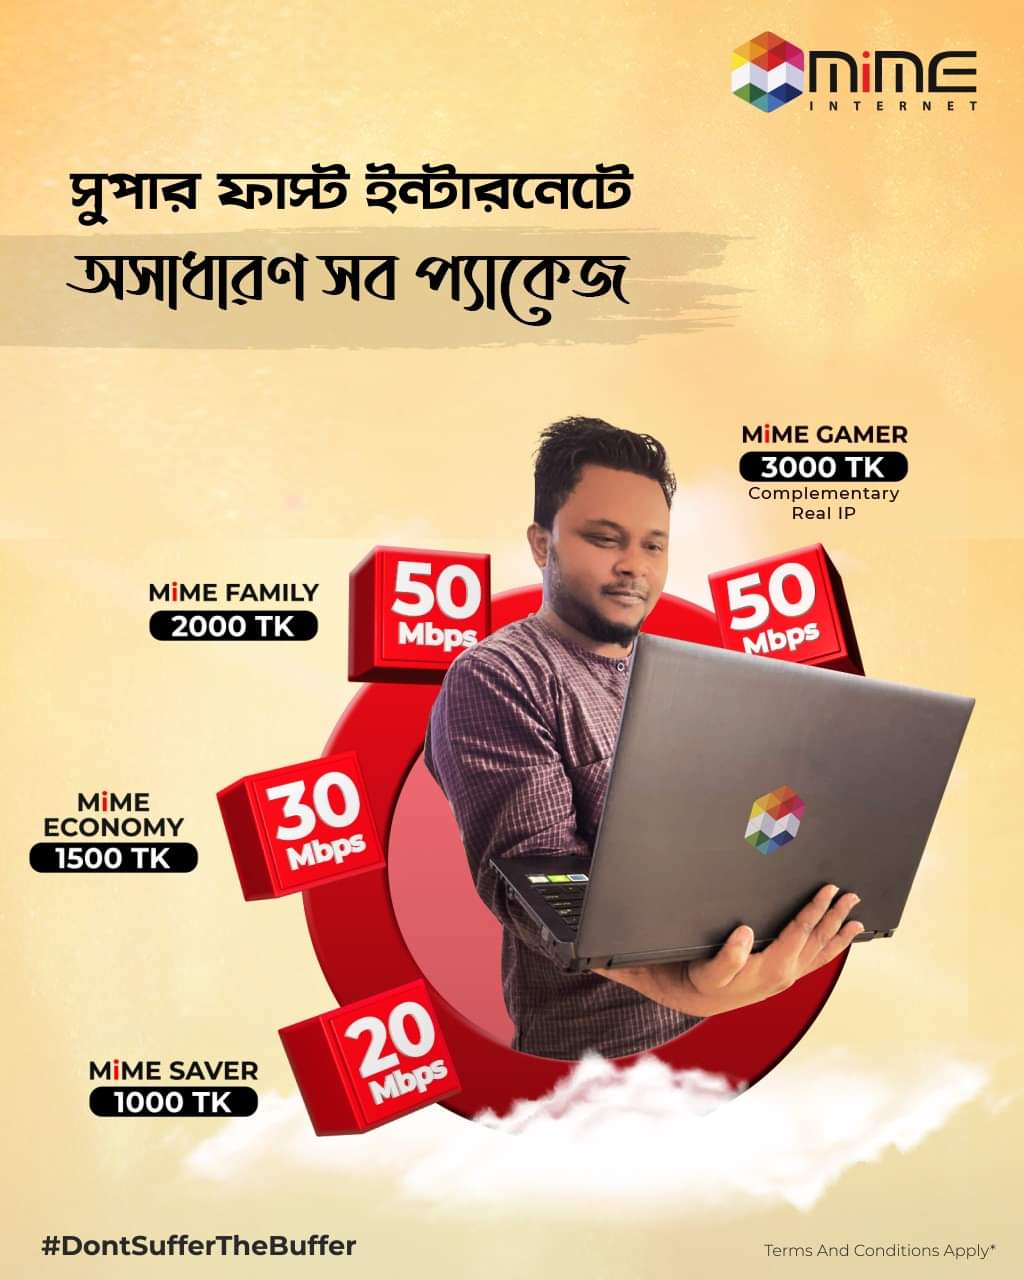 MiME
INTERNET
সুপার ফাস্ট ইন্টারনেটে
অসাধারণ সব প্যাকেজ
MiME GAMER
3000 TK
Complementary
Real IP
50
Mbps
MiME FAMILY
2000 TK
50
Mbps
MiME
ECONOMY
1500 TK
30
Mbps
MiME SAVER
1000 TK
20
Mbps
#DontSufferTheBuffer
Terms And Conditions Apply*